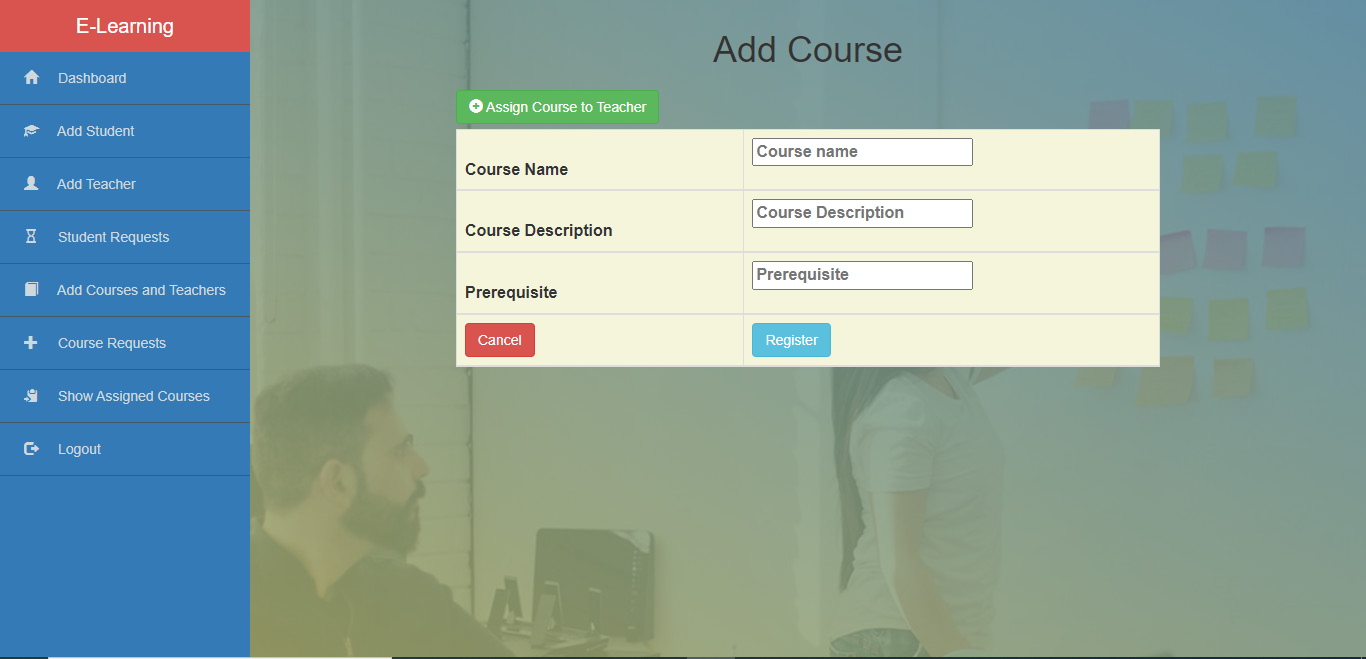 E-Learning
Dashboard
Add Student
Add Teacher
Student Requests
Add Courses and Teachers
Course Requests
Show Assigned Courses
Logout
Add Course
Assign Course to Teacher
Course Name
Course name
Course Description
Course Description
Prerequisite
Prerequisite
Cancel
Register